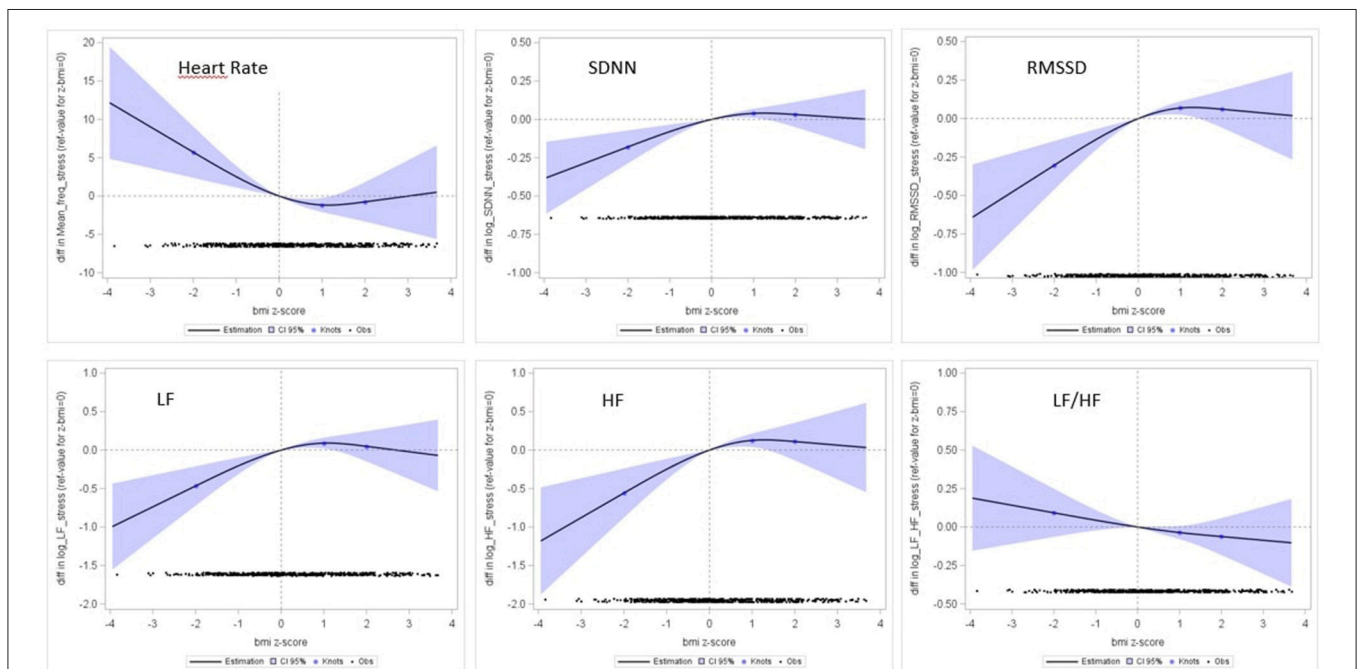 Heart Rate
diff in Mean_freq_stress (ref-value for z-bmi=0)
20
15
10
5
0
-5
-10
-4 -3 -2 -1 0 1 2 3 4
bmi z-score
Estimation CI 95% Knots Obs
SDNN
diff in log_SDNN_stress (ref-value for z-bmi=0)
0.50
0.25
0.00
-0.25
-0.50
-0.75
-1.00
-4 -3 -2 -1 0 1 2 3 4
bmi z-score
Estimation CI 95% Knots Obs
RMSSD
diff in log_RMSSD_stress (ref-value for z-bmi=0)
0.50
0.25
0.00
-0.25
-0.50
-0.75
-1.00
-4 -3 -2 -1 0 1 2 3 4
bmi z-score
Estimation CI 95% Knots Obs
LF
diff in log_LF_stress (ref-value for z-bmi=0)
1.0
0.5
0.0
-0.5
-1.0
-1.5
-2.0
-4 -3 -2 -1 0 1 2 3 4
bmi z-score
Estimation CI 95% Knots Obs
HF
diff in log_HF_stress (ref-value for z-bmi=0)
1.0
0.5
0.0
-0.5
-1.0
-1.5
-2.0
-4 -3 -2 -1 0 1 2 3 4
bmi z-score
Estimation CI 95% Knots Obs
LF/HF
diff in log_LF_HF_stress (ref-value for z-bmi=0)
1.00
0.75
0.50
0.25
0.00
-0.25
-0.50
-4 -3 -2 -1 0 1 2 3 4
bmi z-score
Estimation CI 95% Knots Obs